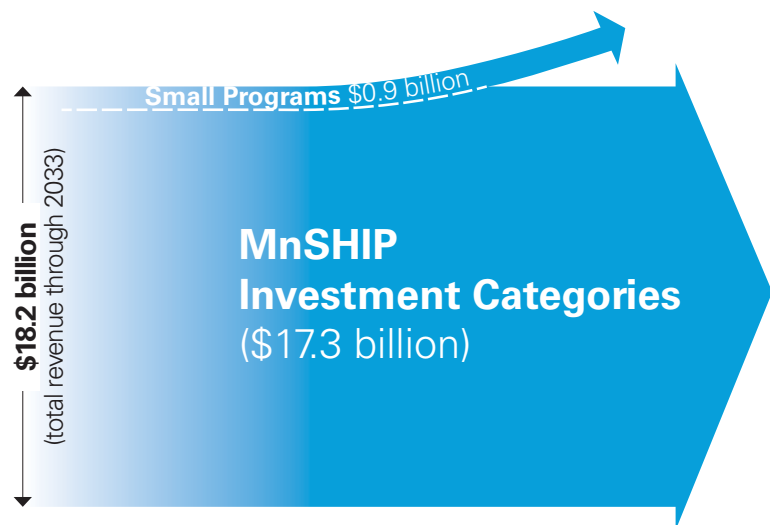 Small Programs $0.9 billion
$18.2 billion
(total revenue through 2033)
MnSHIP
Investment Categories
($17.3 billion)